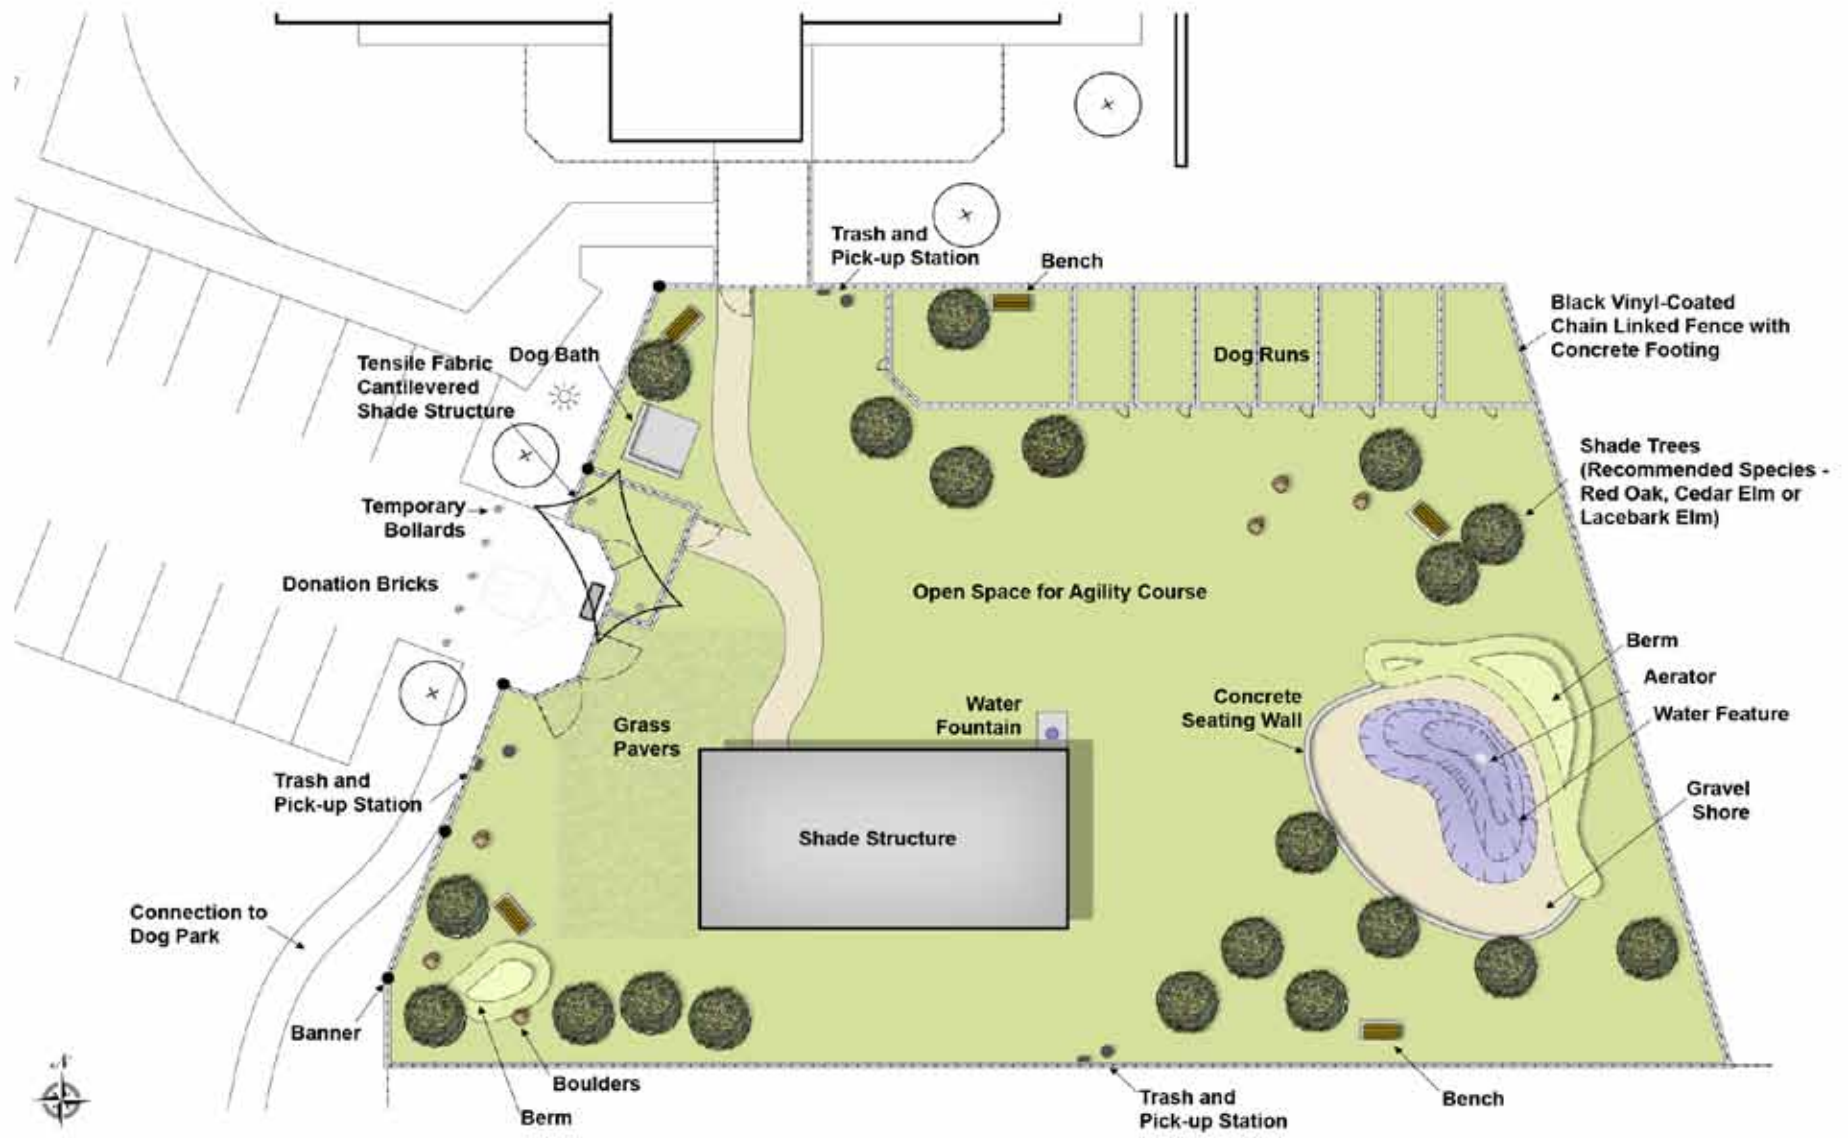 Trash and
Pick-up Station
Bench
Black Vinyl-Coated
Chain Linked Fence with
Concrete Footing
Tensile Fabric
Cantilevered
Shade Structure
Dog Bath
Dog Runs
Shade Trees
(Recommended Species -
Red Oak, Cedar Elm or
Lacebark Elm)
Temporary
Bollards
Donation Bricks
Open Space for Agility Course
Berm
Aerator
Water Feature
Concrete
Seating Wall
Water
Fountain
Grass
Pavers
Trash and
Pick-up Station
Gravel
Shore
Shade Structure
Connection to
Dog Park
Banner
Boulders
Berm
Trash and
Pick-up Station
Bench
N